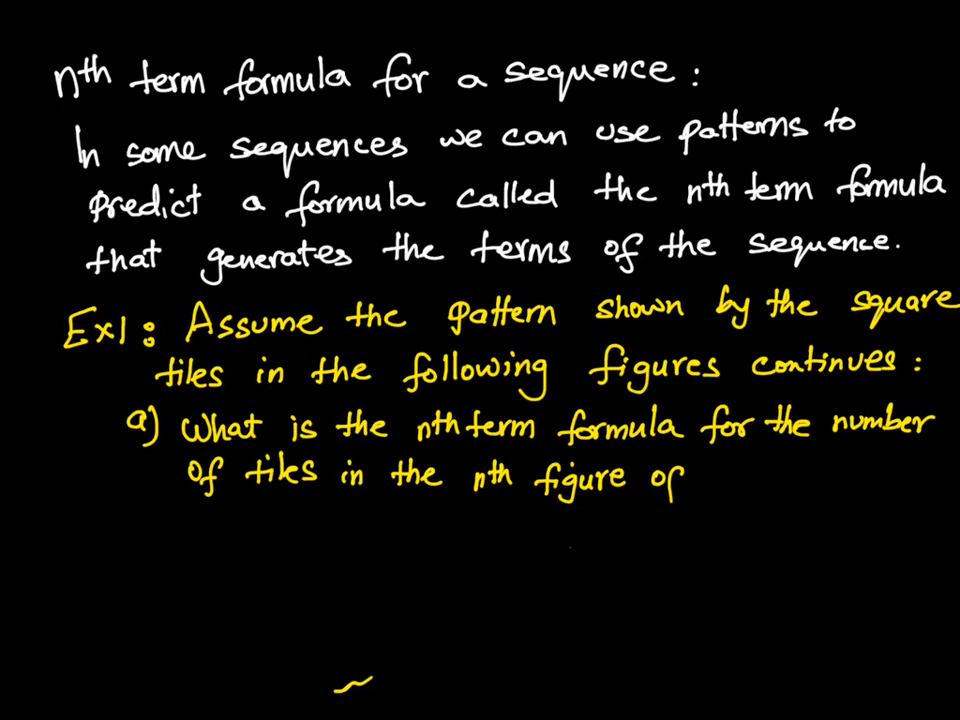 nth term formula for a sequence:
In some sequences we can use patterns to
predict a formula called the nth term formula
that generates the terms of the sequence.
Ex1: Assume the pattern shown by the square
tiles in the following figures continues:
a) What is the nth term formula for the number
of tiles in the nth figure of